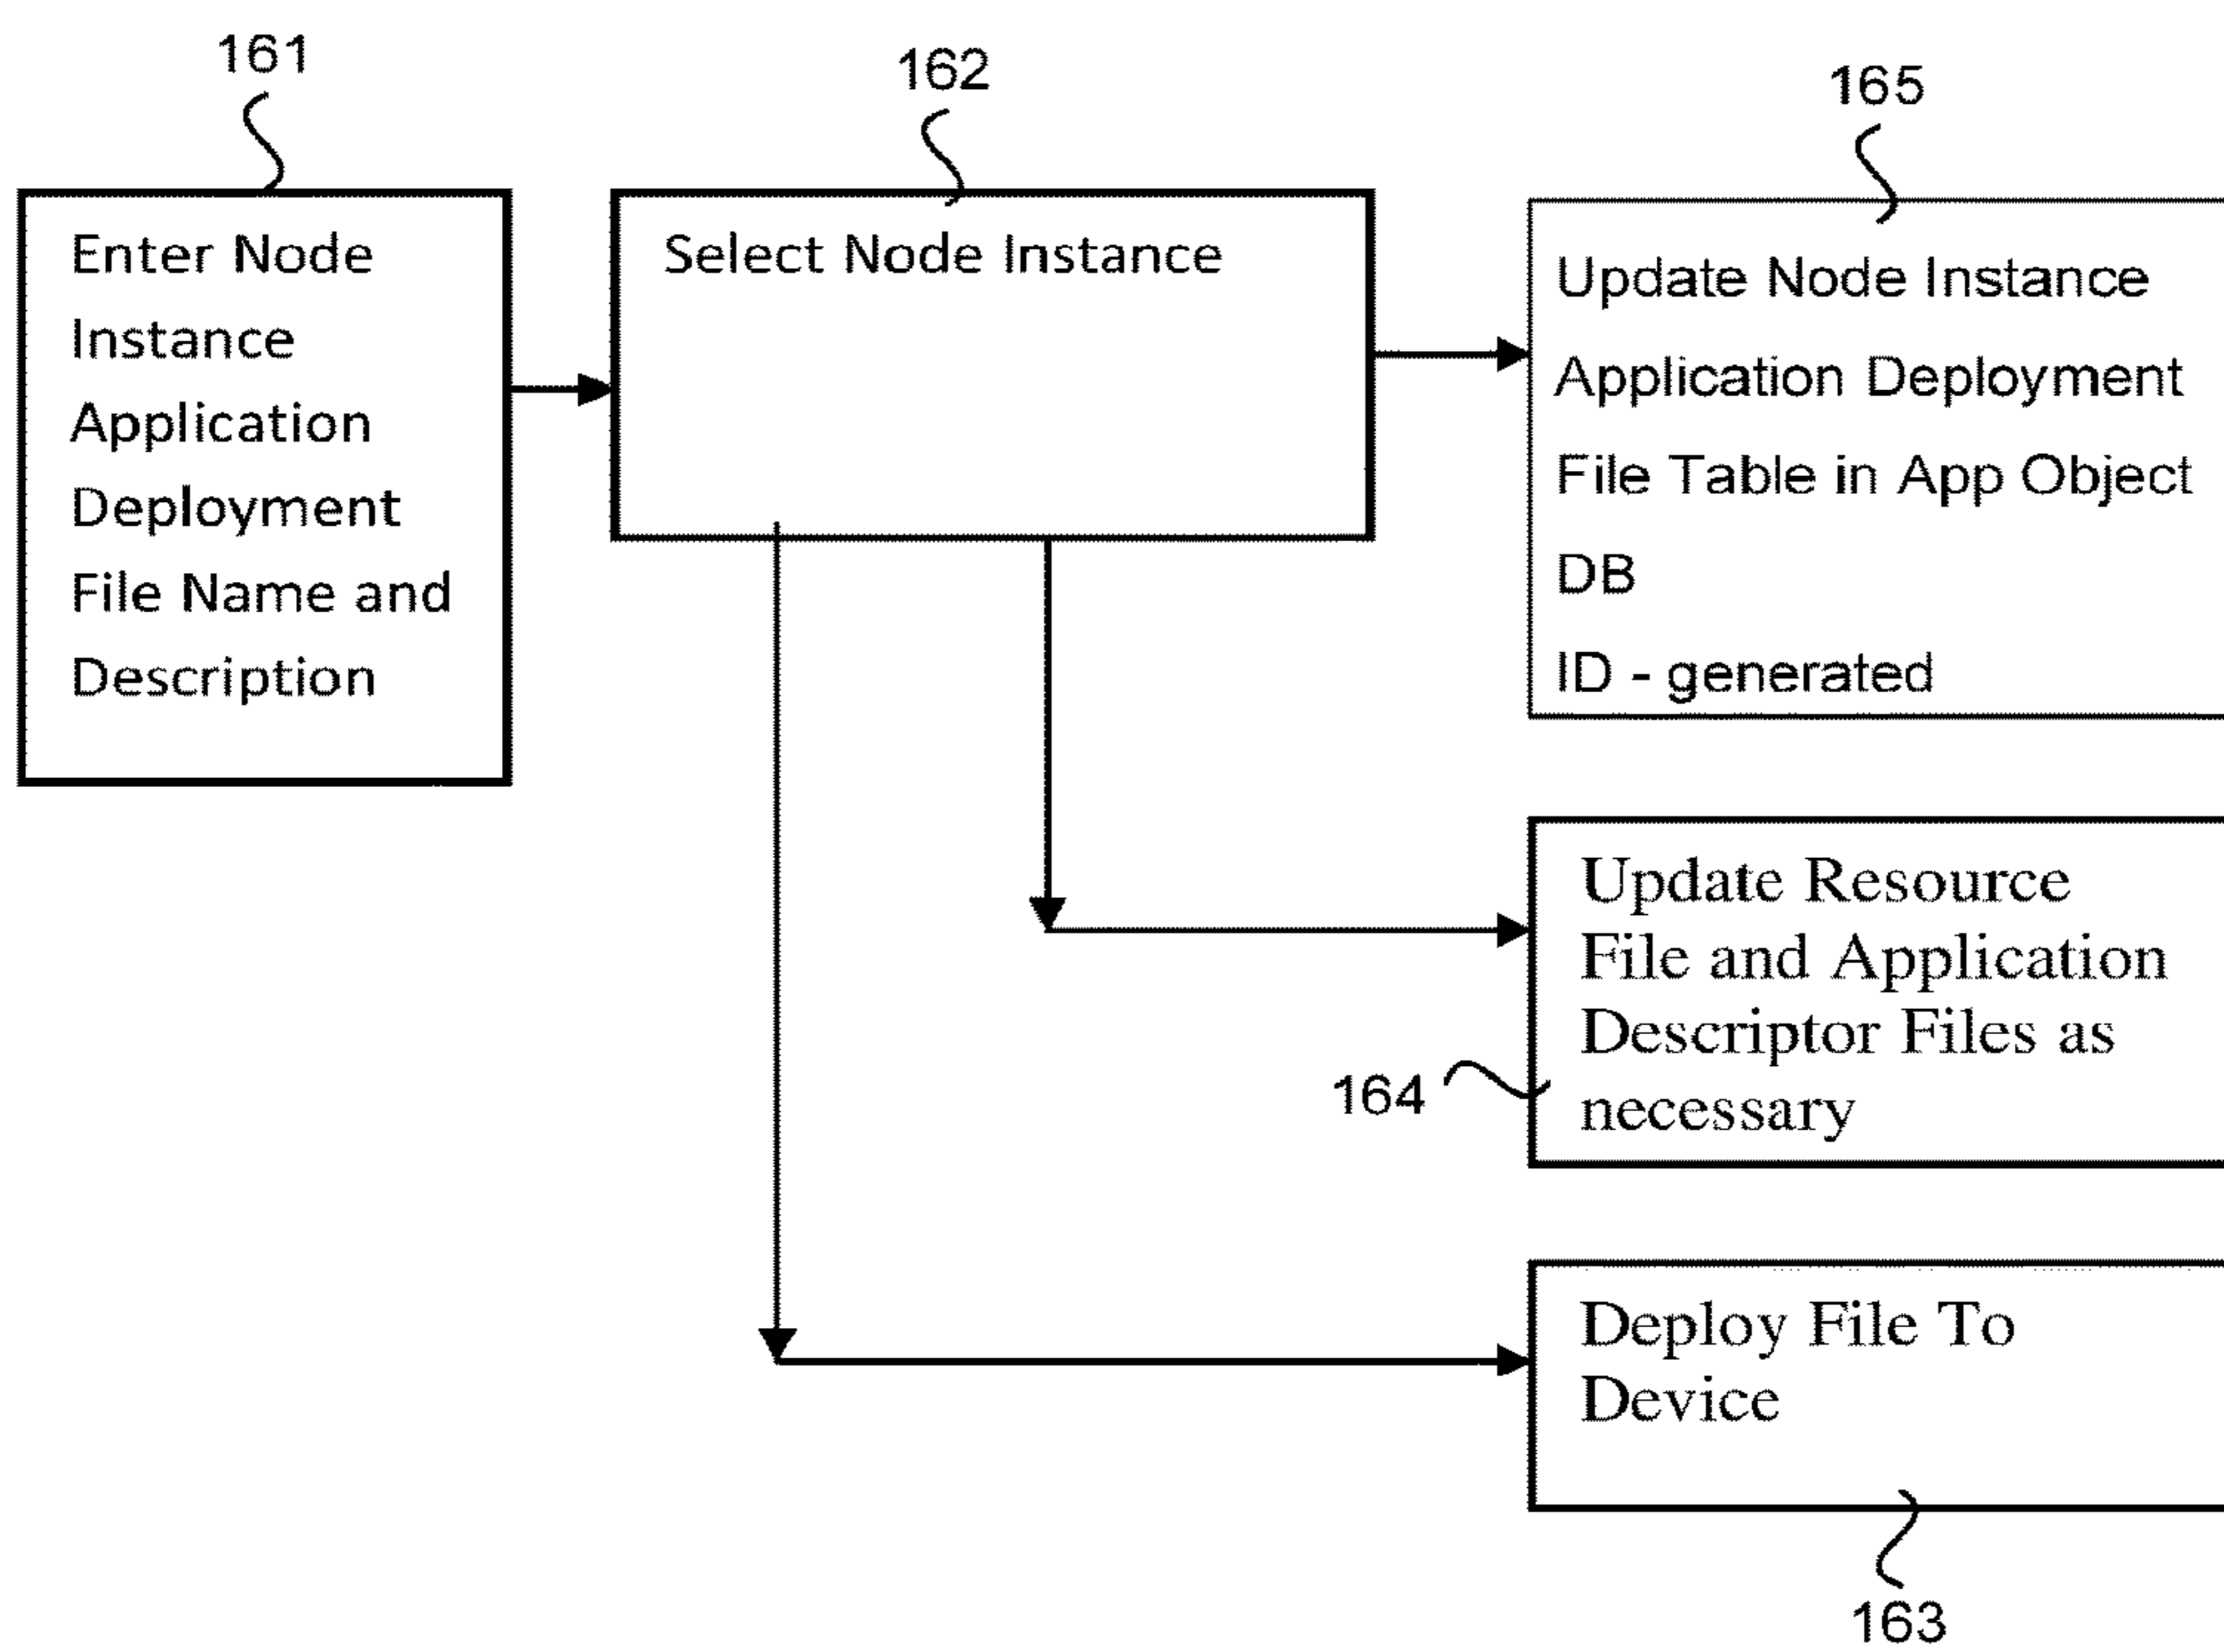 161
Enter Node
Instance
Application
Deployment
File Name and
Description
162
Select Node Instance
165
Update Node Instance
Application Deployment
File Table in App Object
DB
ID - generated
Update Resource
File and Application
Descriptor Files as
necessary
164
Deploy File To
Device
163